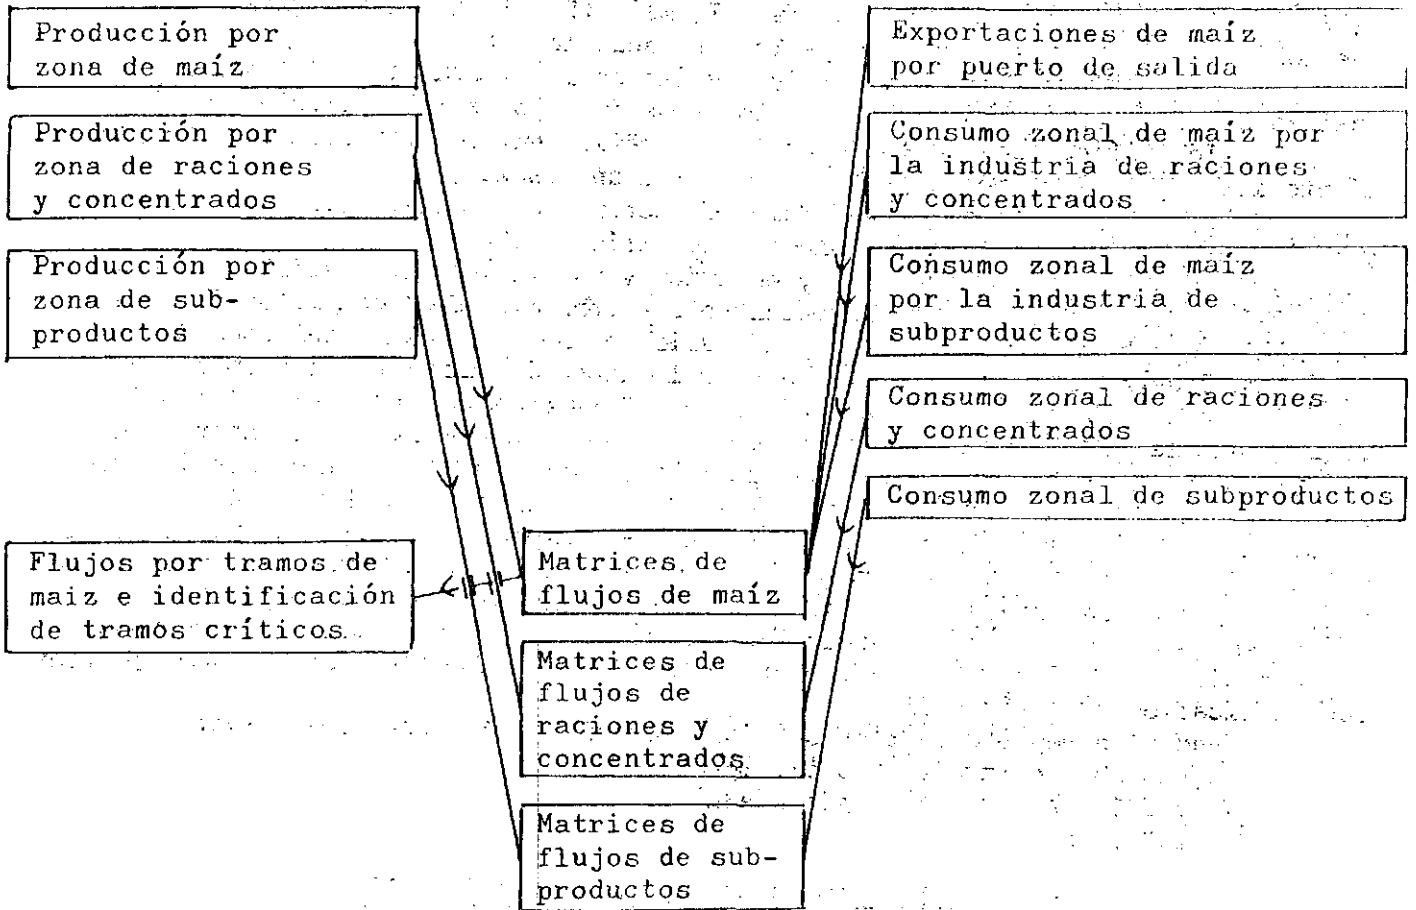 Producción por
zona de maíz
Producción por
zona de raciones
y concentrados
Producción por
zona de sub-
productos
Flujos por tramos de
maiz e identificación
de tramos críticos
Matrices de
flujos de maíz
Matrices de
flujos de
raciones y
concentrados
Matrices de
flujos de sub-
productos
Exportaciones de maíz
por puerto de salida
Consumo zonal de maíz por
la industria de raciones
y concentrados
Consumo zonal de maíz
por la industria de
subproductos
Consumo zonal de raciones
y concentrados
Consumo zonal de subproductos